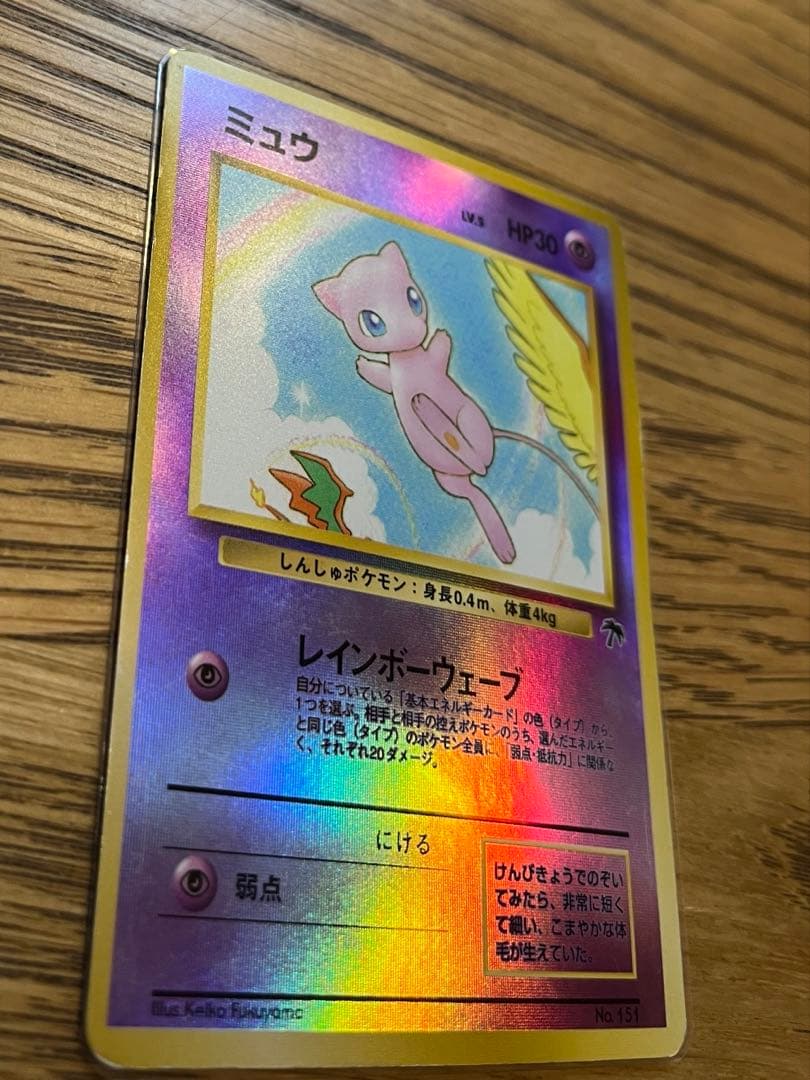 ミュウ
LV.5 HP30
しんしゅポケモン：身長0.4m、体重4kg
レインボーウェーブ
自分についている「基本エネルギーカード」の色（タイプ）から、
1つを選ぶ。相手と相手の控えポケモンのうち、選んだエネルギー
と同じ色（タイプ）のポケモン全員に、「弱点・抵抗力」に関係な
く、それぞれ20ダメージ。
にける
弱点
けんびきょうでのぞい
てみたら、非常に短く
て細い、こまやかな体
毛が生えていた。
Illus. Keiko Fukuyama
No. 151